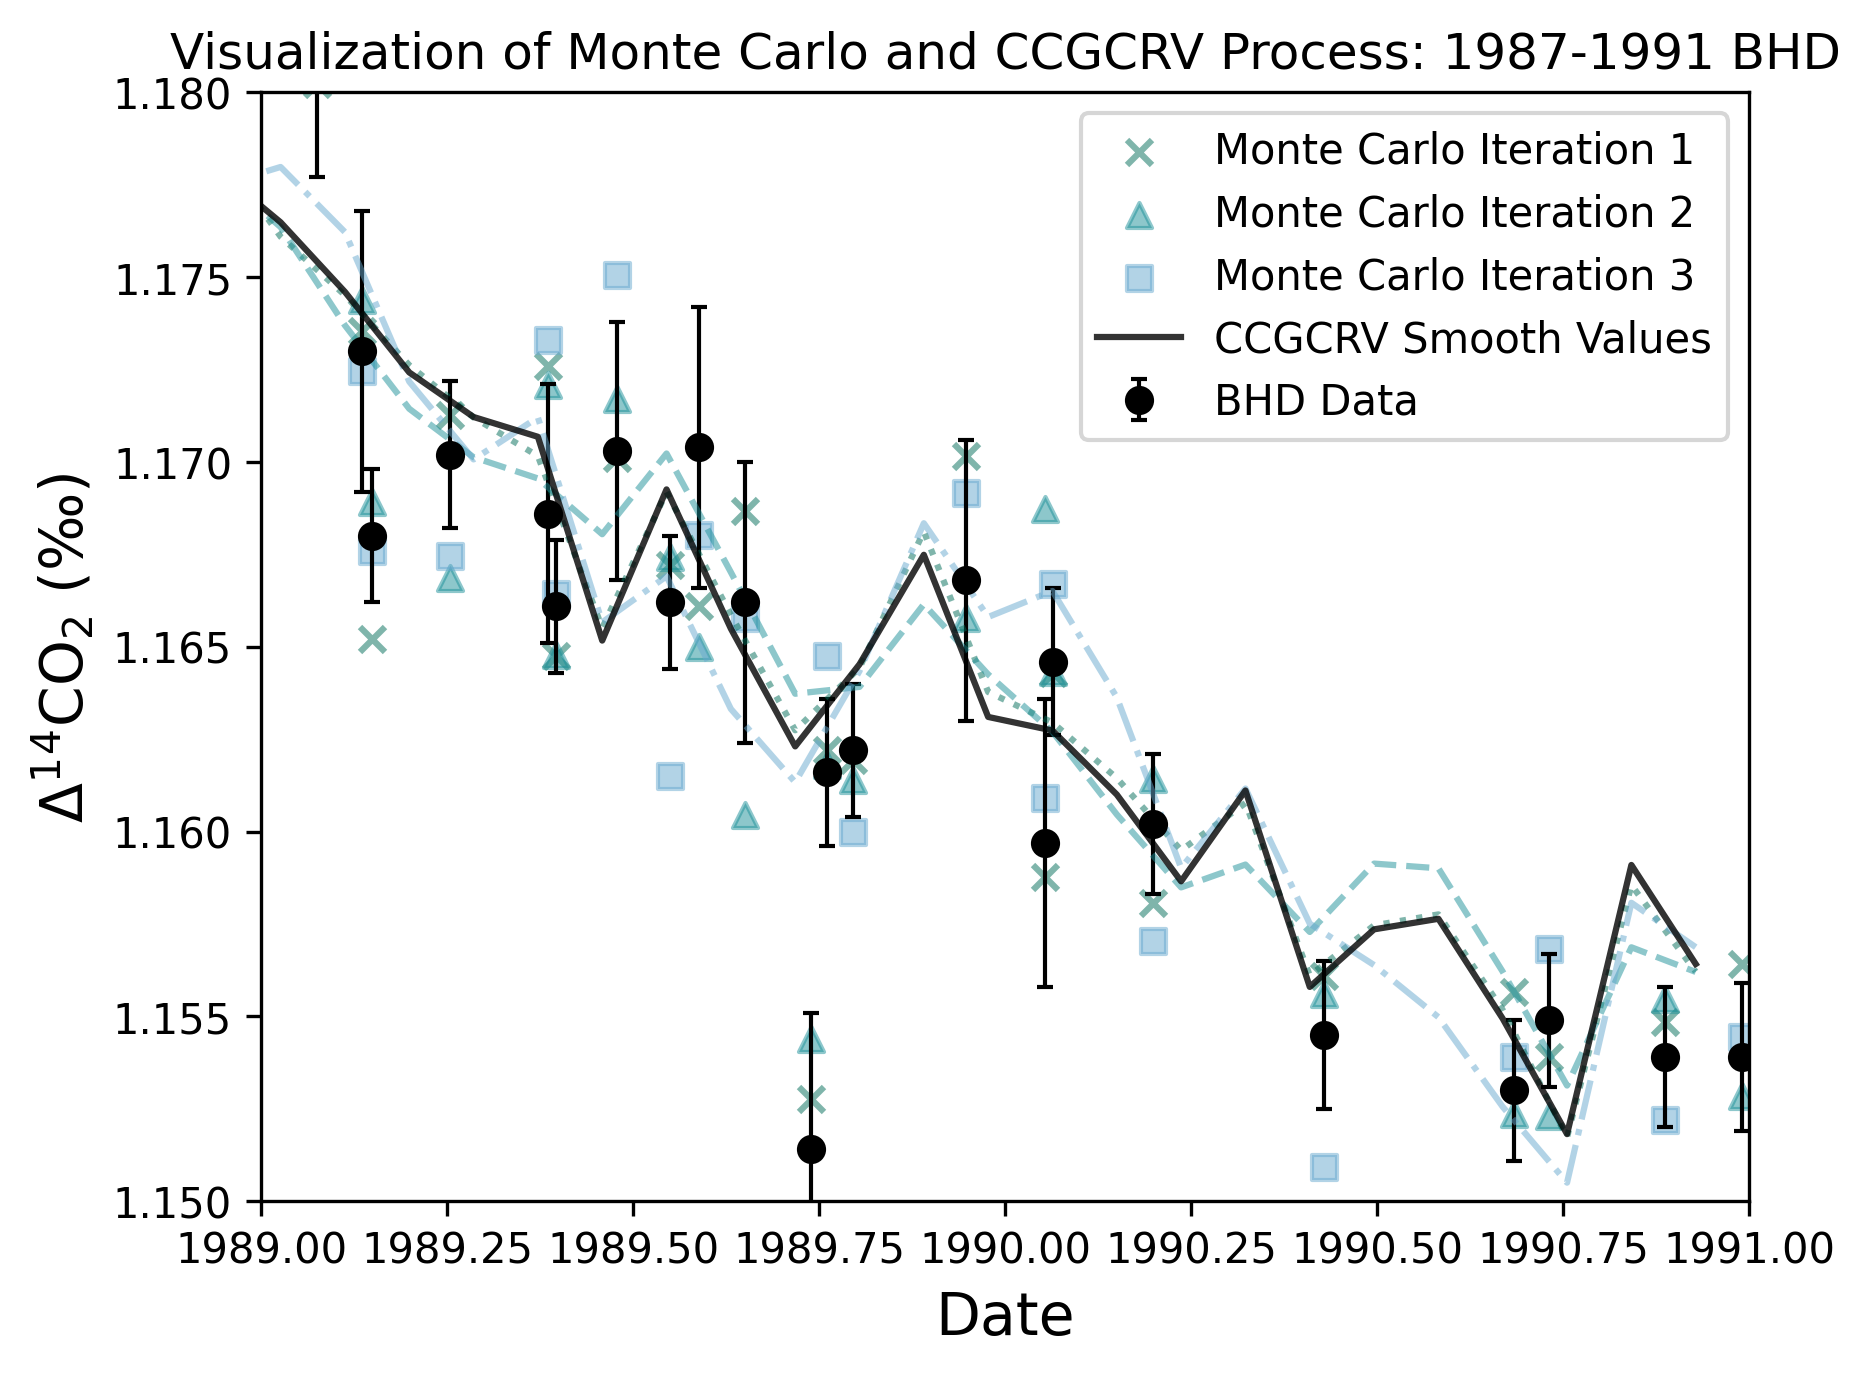 Visualization of Monte Carlo and CCGCRV Process: 1987-1991 BHD
1.180
1.175
1.170
1.165
1.160
1.155
1.150
Δ¹⁴CO₂ (‰)
Monte Carlo Iteration 1
Monte Carlo Iteration 2
Monte Carlo Iteration 3
CCGCRV Smooth Values
BHD Data
1989.00 1989.25 1989.50 1989.75 1990.00 1990.25 1990.50 1990.75 1991.00
Date